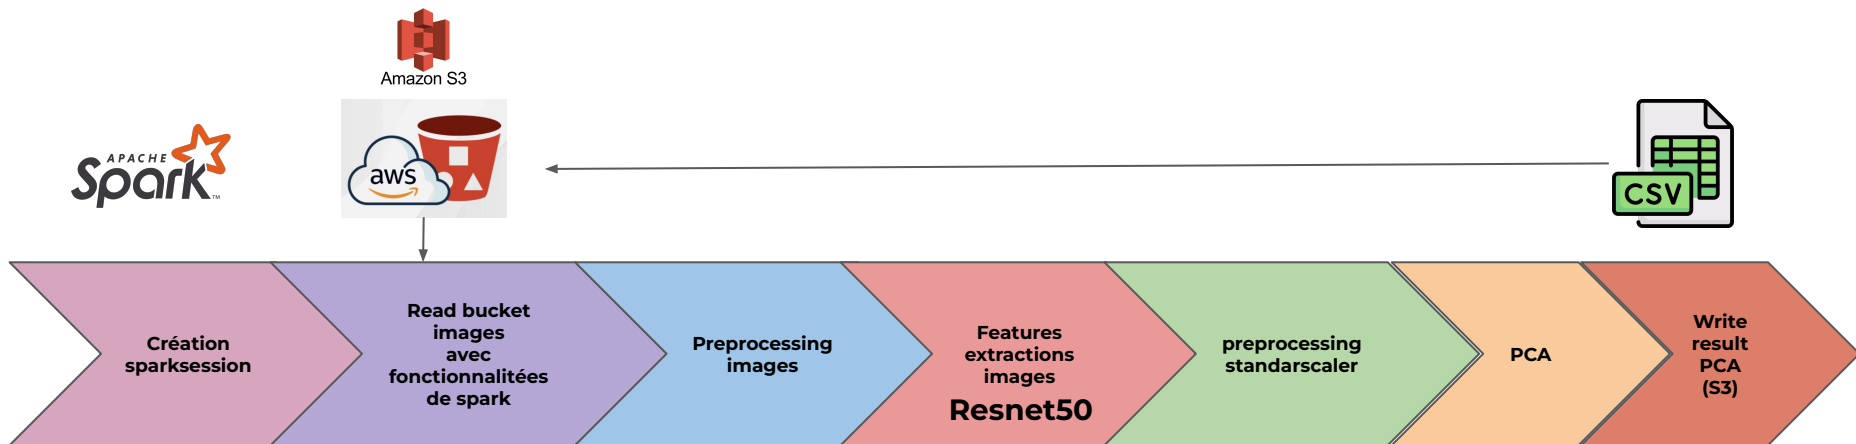 Amazon S3
APACHE
Spark™
aws
CSV
Création
sparksession
Read bucket
images
avec
fonctionnalitées
de spark
Preprocessing
images
Features
extractions
images
Resnet50
preprocessing
standarscaler
PCA
Write
result
PCA
(S3)